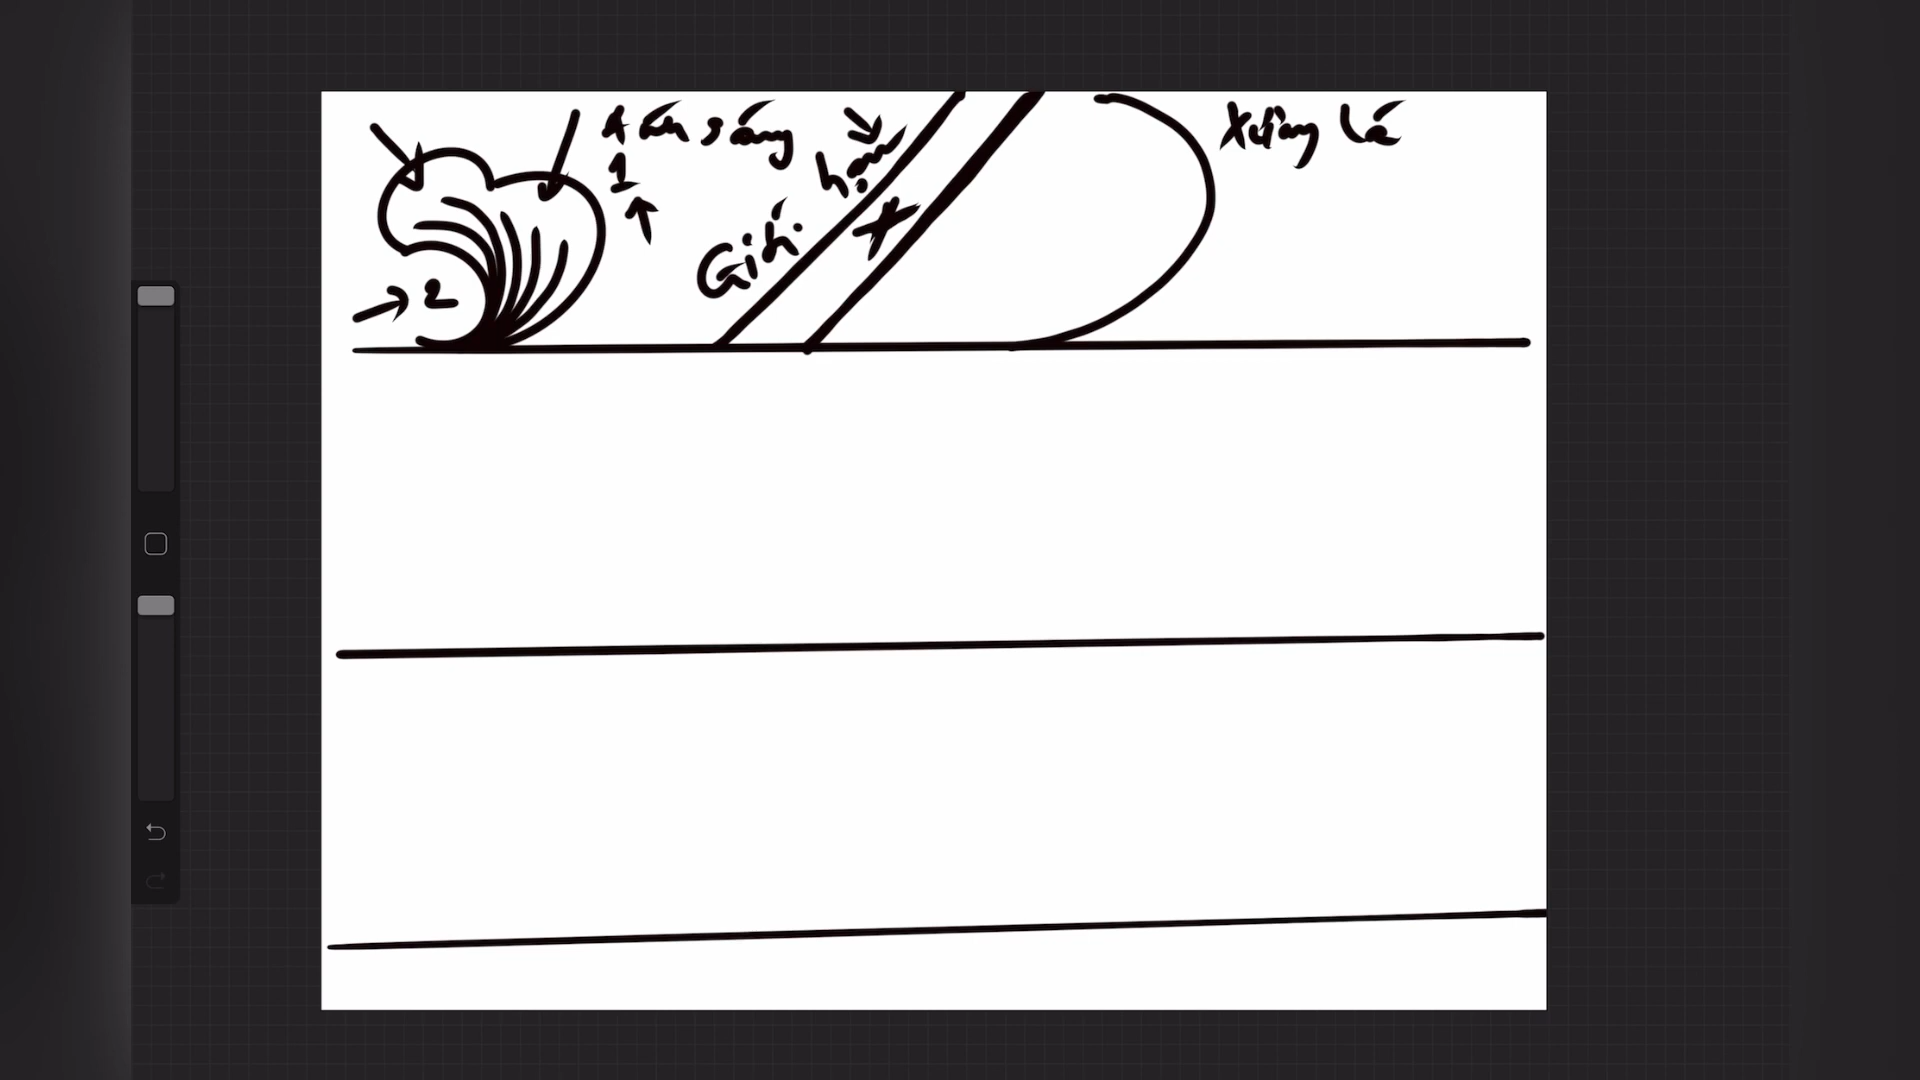 Ánh sáng
1
2
Giới hạn
Xương lá